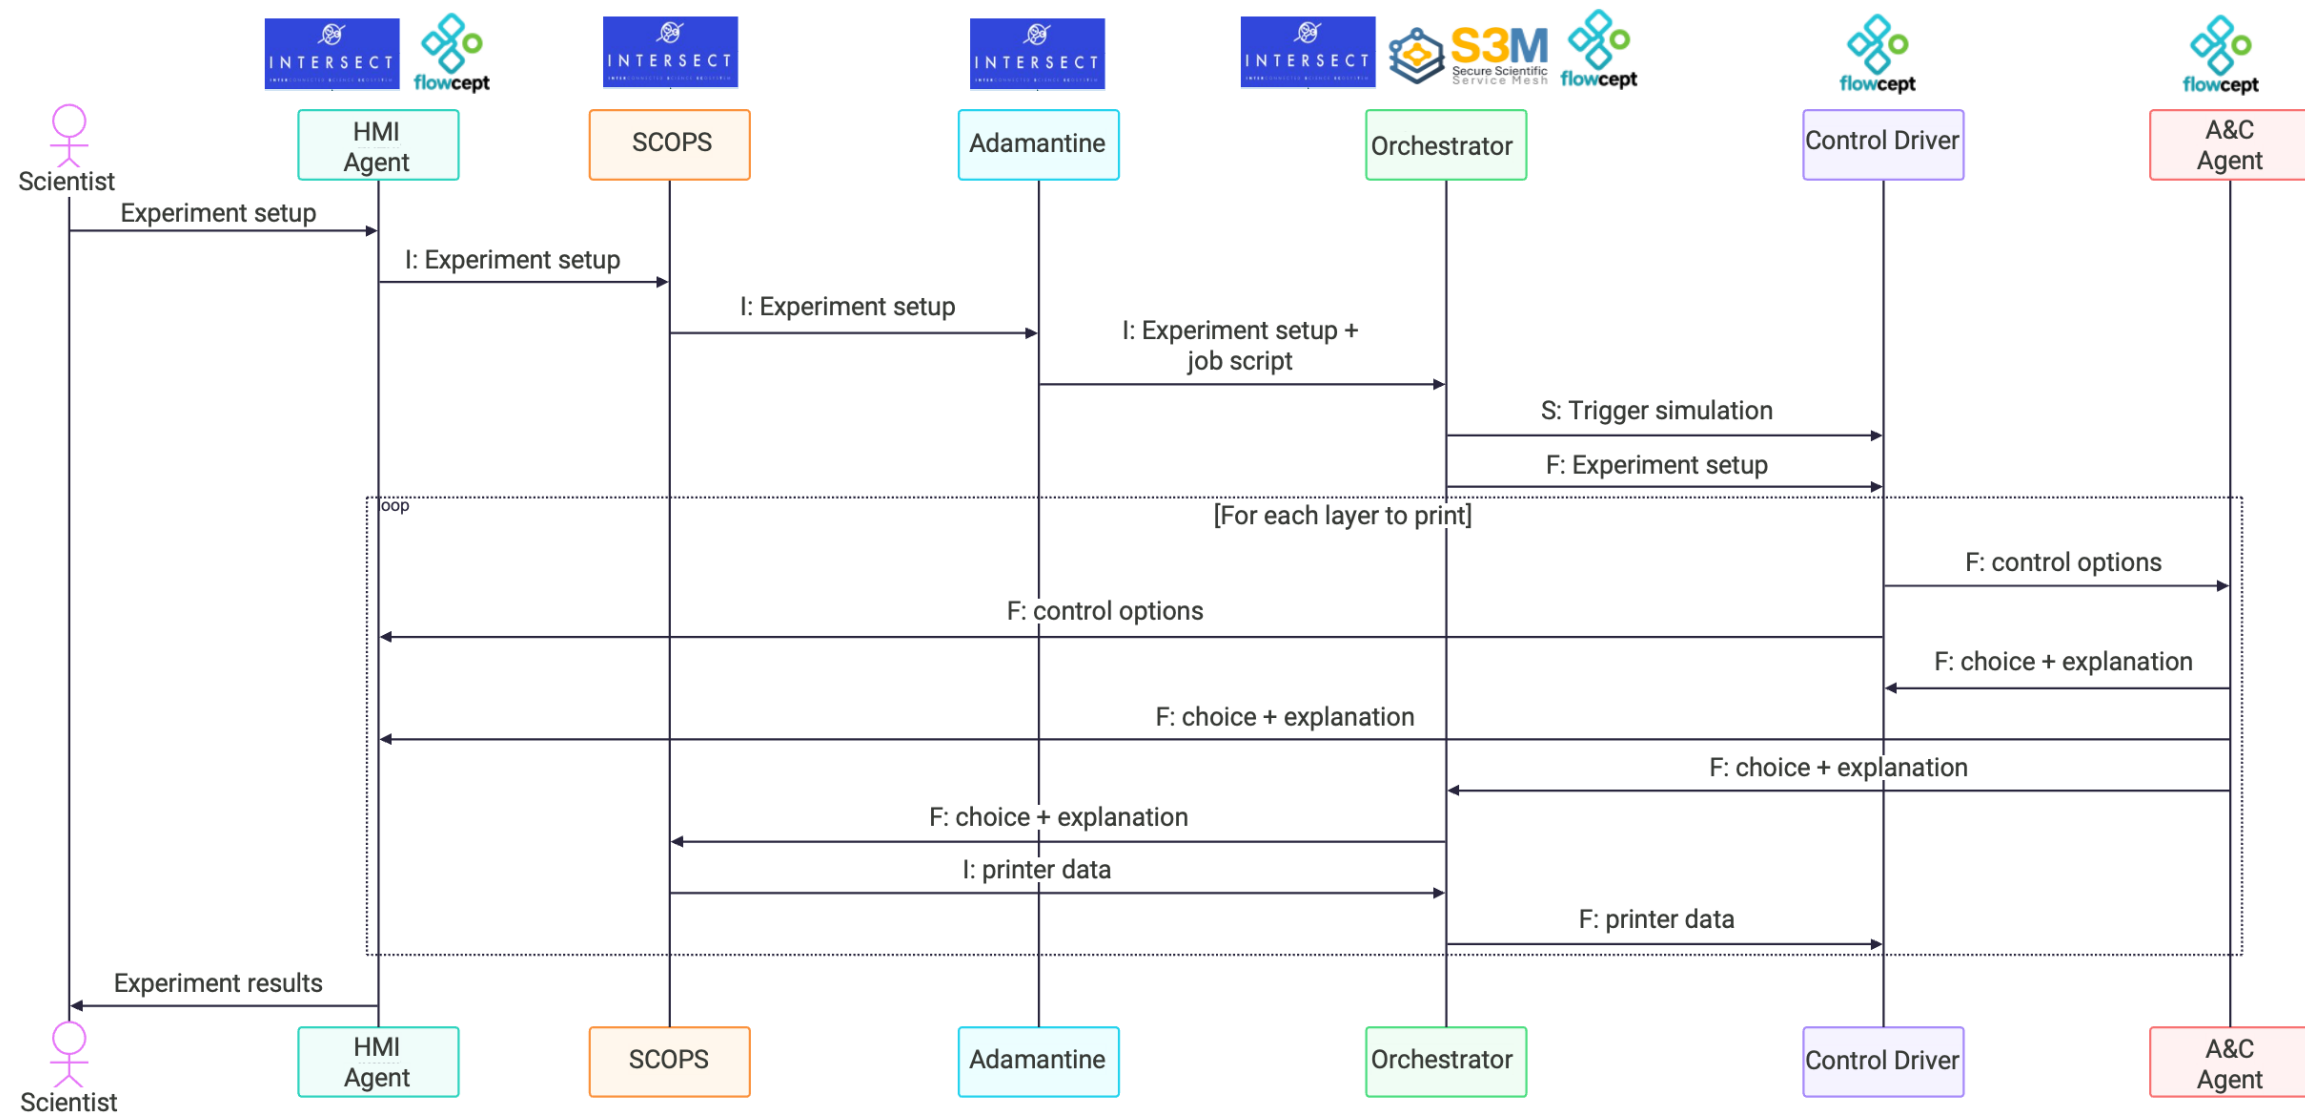 INTERSECT
flowcept
INTERSECT
INTERSECT
INTERSECT
S3M
Secure Scientific
Service Mesh
flowcept
flowcept
flowcept
Scientist
HMI
Agent
SCOPS
Adamantine
Orchestrator
Control Driver
A&C
Agent
Experiment setup
I: Experiment setup
I: Experiment setup
I: Experiment setup +
job script
S: Trigger simulation
F: Experiment setup
loop
[For each layer to print]
F: control options
F: control options
F: choice + explanation
F: choice + explanation
F: choice + explanation
F: choice + explanation
I: printer data
F: printer data
Experiment results
Scientist
HMI
Agent
SCOPS
Adamantine
Orchestrator
Control Driver
A&C
Agent